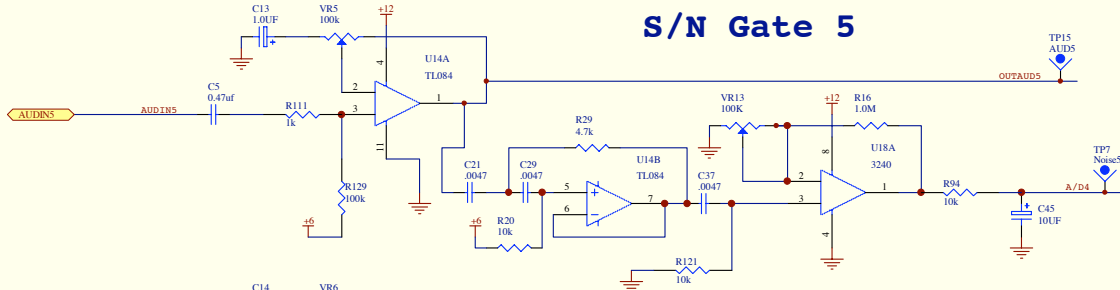 S/N Gate 5
C13
1.0UF
VR5
100k
+12
U14A
TL084
4
2
3
1
11
TP15
AUD5
OUTAUD5
AUDIN5
AUDIN5
C5
0.47uf
R111
1k
R129
100k
+6
R29
4.7k
C21
.0047
C29
.0047
U14B
TL084
5
6
7
+6
R20
10k
C37
.0047
R121
10k
VR13
100K
+12
R16
1.0M
U18A
3240
8
2
3
1
4
R94
10k
A/D4
TP7
Noise5
C45
10UF
C14
VR6